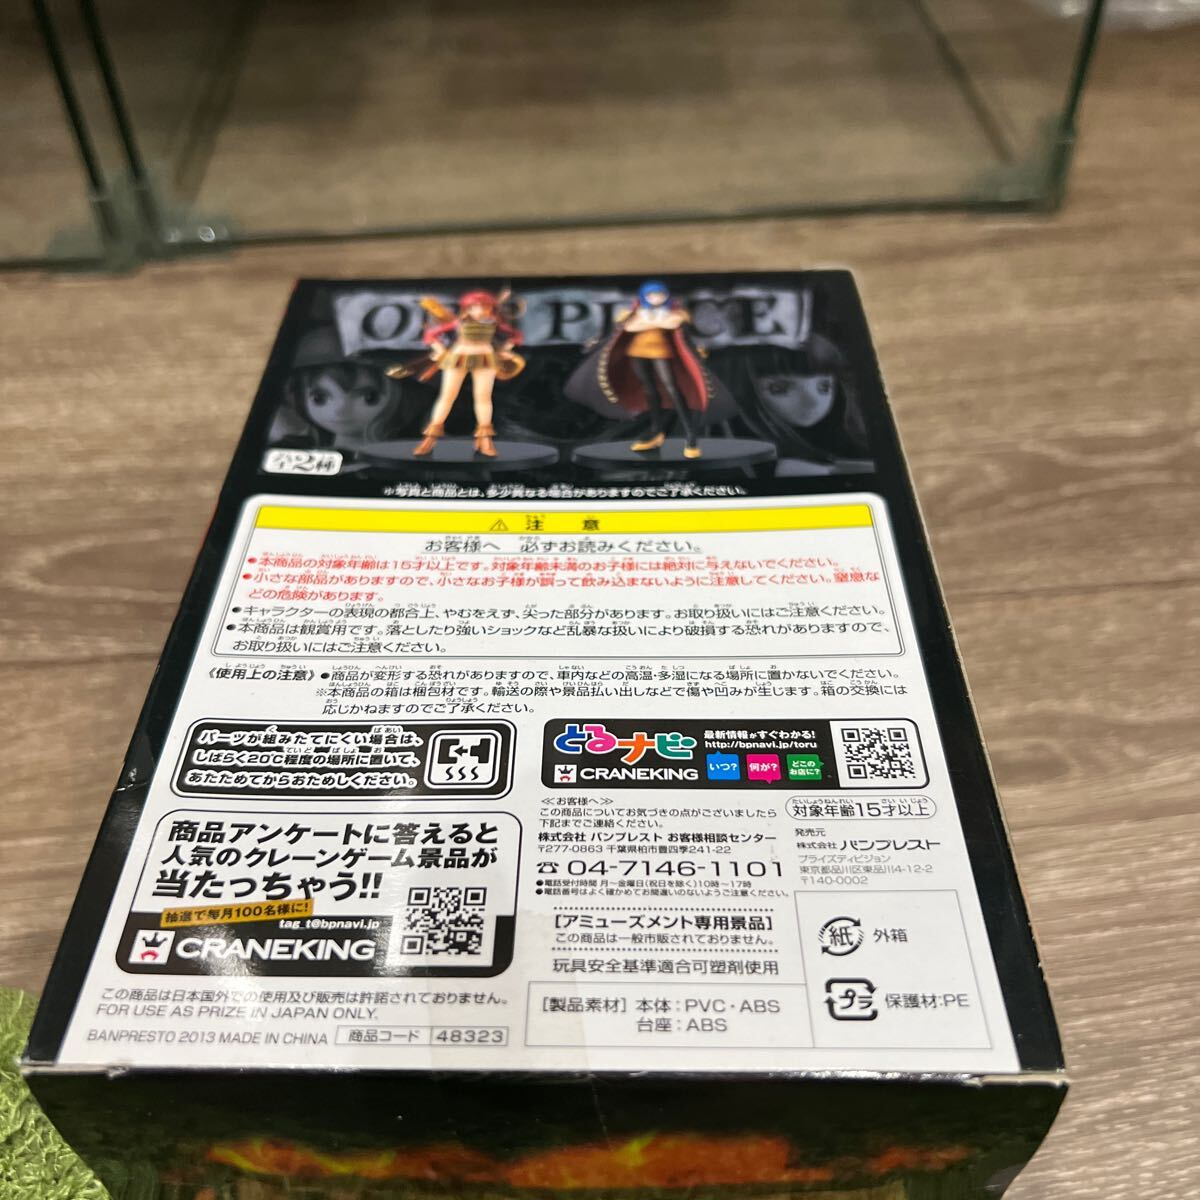 ONE PIECE
全2種
※写真と商品とは、多少異なる場合がありますのでご了承ください。
⚠ 注意
お客様へ 必ずお読みください。
●本商品の対象年齢は15才以上です。対象年齢未満のお子様には絶対に与えないでください。
●小さな部品がありますので、小さなお子様が誤って飲み込まないように注意してください。窒息な
どの危険があります。
●キャラクターの表現の都合上、やむをえず、尖った部分があります。お取り扱いにはご注意ください。
●本商品は観賞用です。落としたり強いショックなど乱暴な扱いにより破損する恐れがありますので、
お取り扱いにはご注意ください。
《使用上の注意》●商品が変形する恐れがありますので、車内などの高温・多湿になる場所に置かないでください。
※本商品の箱は梱包材です。輸送の際や景品払い出しなどで傷や凹みが生じます。箱の交換には
応じかねますのでご了承ください。
パーツが組みたてにくい場合は、
しばらく20℃程度の場所に置いて、
あたためてからおためしください。
とるナビ
CRANEKING
最新情報がすぐわかる!
http://bpnavi.jp/toru
いつ? 何が? どこのお店に?
商品アンケートに答えると
人気のクレーンゲーム景品が
当たっちゃう!!
抽選で毎月100名様に!
tag_t@bpnavi.jp
CRANEKING
≪お客様へ≫
この商品についてお気づきの点がございましたら
下記までご連絡ください。
株式会社 バンプレスト お客様相談センター
〒277-0863 千葉県柏市豊四季241-22
☎ 04-7146-1101
●電話受付時間 月～金曜日(祝日を除く)10時～17時
●電話番号はよく確かめてお間違いのないようご注意ください。
対象年齢15才以上
発売元
株式会社 バンプレスト
プライズディビジョン
東京都品川区東品川4-12-2
〒140-0002
[アミューズメント専用景品]
この商品は一般市販されておりません。
玩具安全基準適合可塑剤使用
[製品素材] 本体:PVC・ABS
台座:ABS
紙 外箱
プラ 保護材:PE
この商品は日本国外での使用及び販売は許諾されておりません。
FOR USE AS PRIZE IN JAPAN ONLY.
BANPRESTO 2013 MADE IN CHINA 商品コード 48323